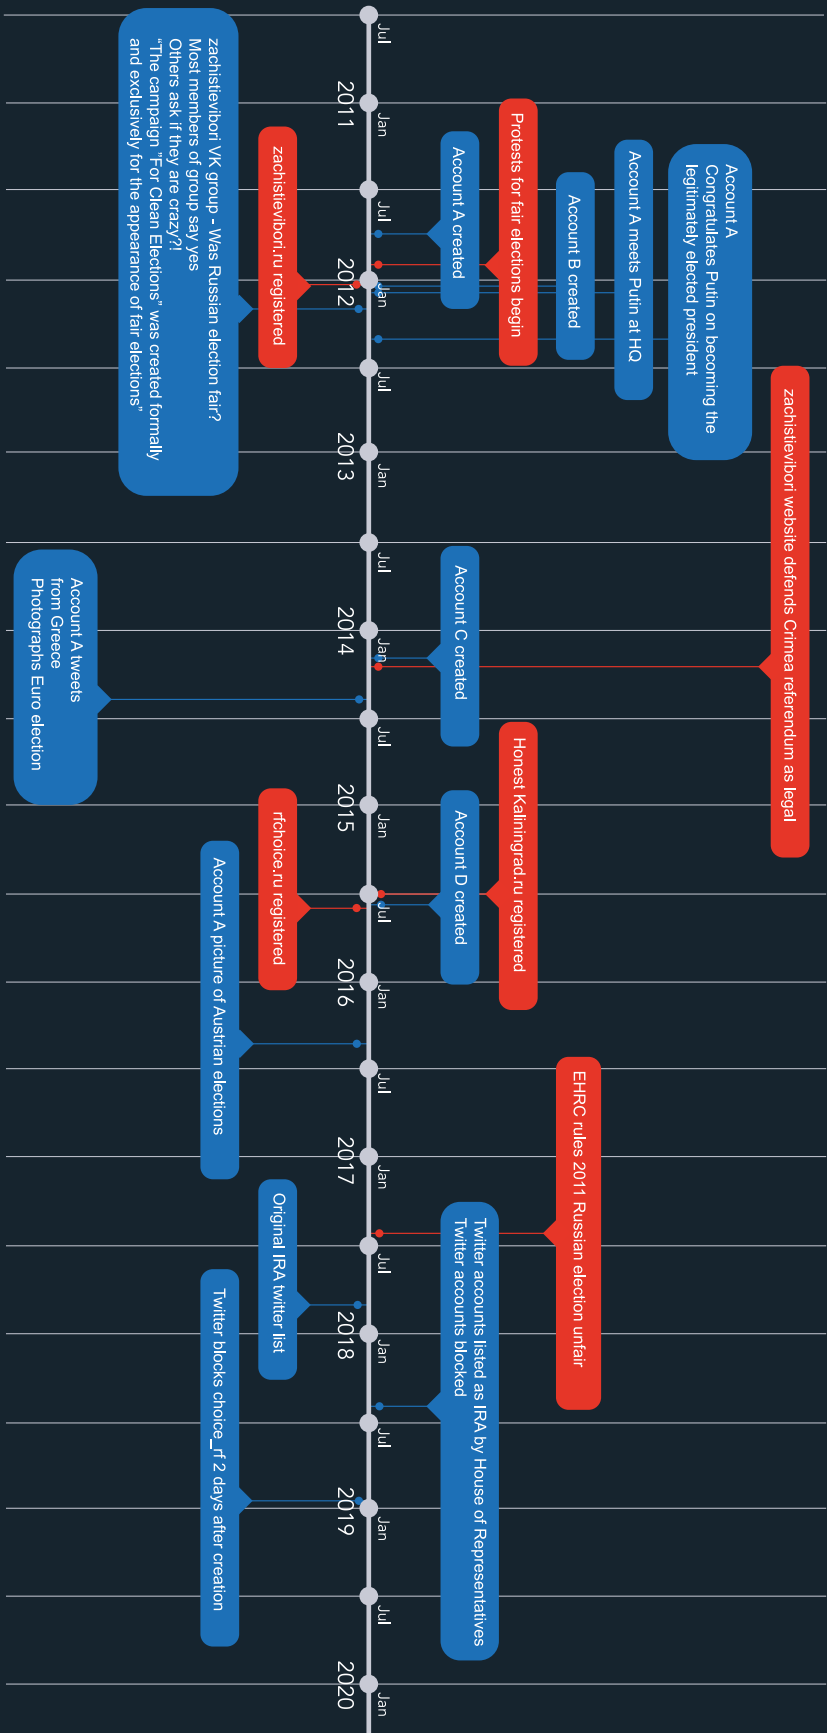 Account A
Congratulates Putin on becoming the
legitimately elected president
Account A meets Putin at HQ
Account B created
Protests for fair elections begin
Account A created
zachistievibori website defends Crimea referendum as legal
Account C created
Honest Kaliningrad.ru registered
Account D created
EHRC rules 2011 Russian election unfair
Twitter accounts listed as IRA by House of Representatives
Twitter accounts blocked
Jul
Jan
Jul
Jan
Jul
Jan
Jul
Jan
Jul
Jan
Jul
Jan
Jul
Jan
Jul
Jan
Jul
Jan
Jul
Jan
2011
2012
2013
2014
2015
2016
2017
2018
2019
2020
zachistievibori.ru registered
zachistievibori VK group - Was Russian election fair?
Most members of group say yes
Others ask if they are crazy?!
"The campaign "For Clean Elections" was created formally
and exclusively for the appearance of fair elections"
Account A tweets
from Greece
Photographs Euro election
rfchoice.ru registered
Account A picture of Austrian elections
Original IRA twitter list
Twitter blocks choice_rf 2 days after creation